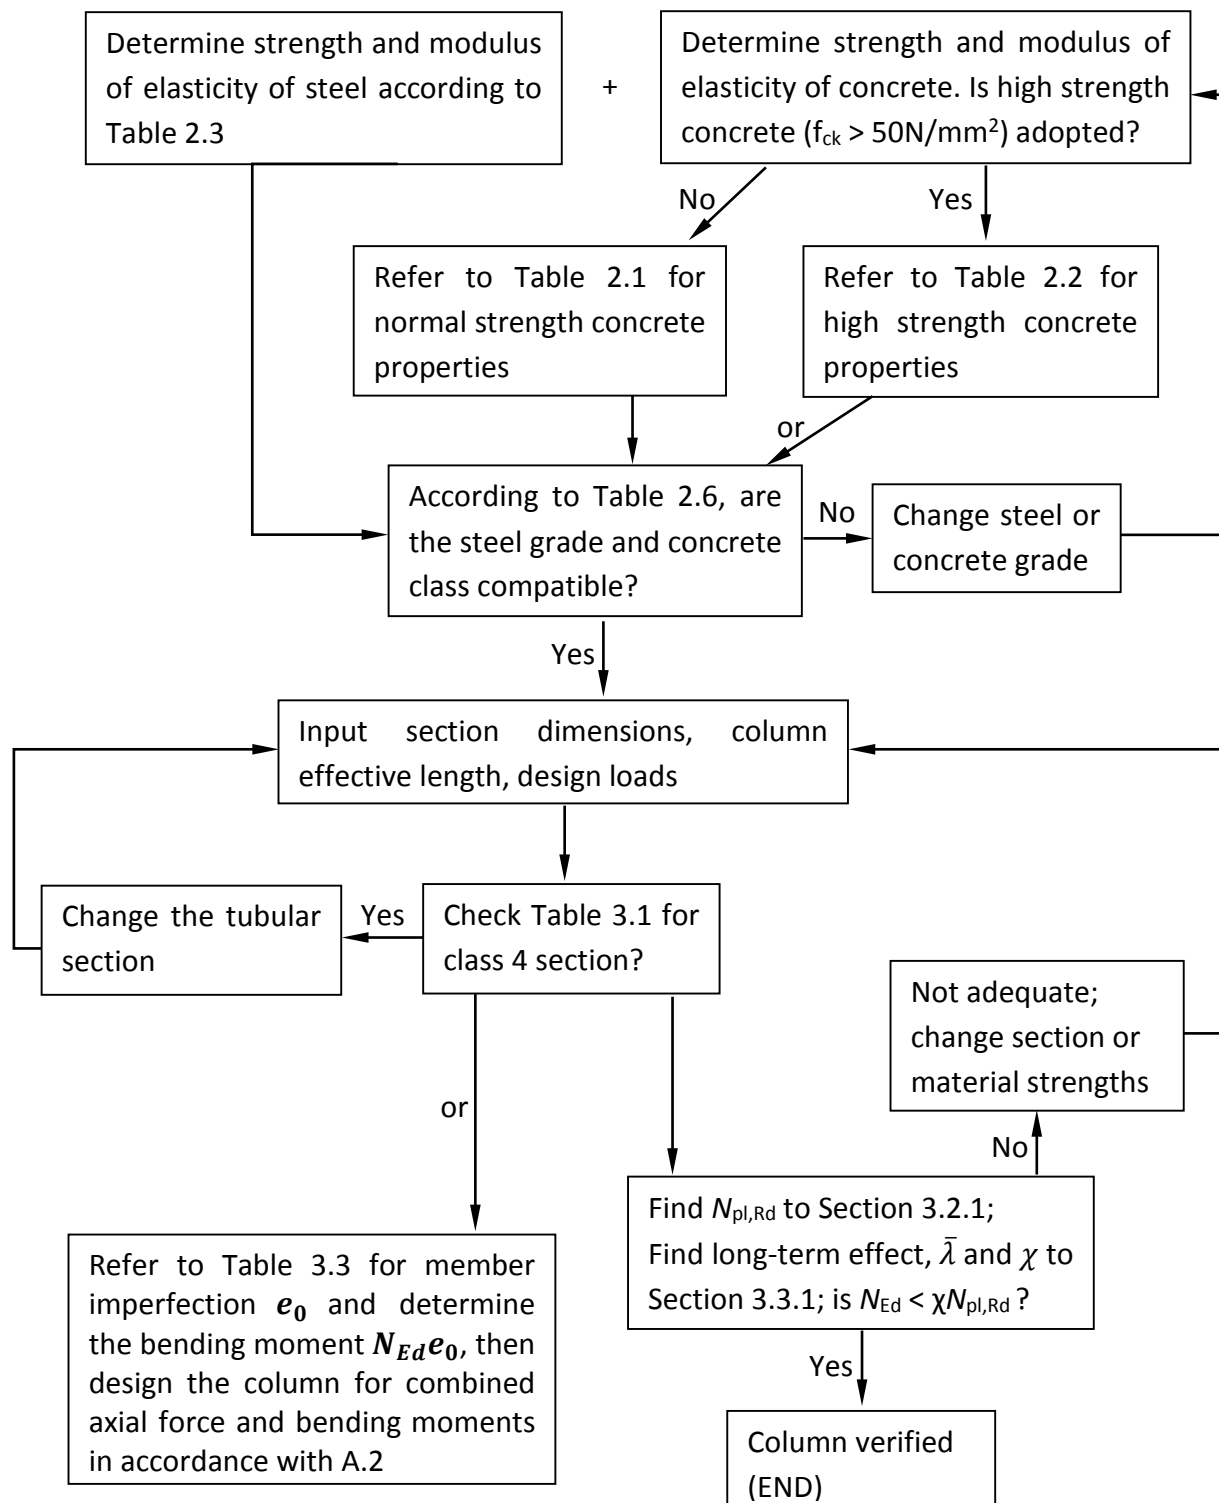 Determine strength and modulus
of elasticity of steel according to
Table 2.3
+
Determine strength and modulus of
elasticity of concrete. Is high strength
concrete (fck > 50N/mm²) adopted?
No
Yes
Refer to Table 2.1 for
normal strength concrete
properties
Refer to Table 2.2 for
high strength concrete
properties
or
According to Table 2.6, are
the steel grade and concrete
class compatible?
No
Change steel or
concrete grade
Yes
Input section dimensions, column
effective length, design loads
Change the tubular
section
Yes
Check Table 3.1 for
class 4 section?
Not adequate;
change section or
material strengths
or
No
Find Npl,Rd to Section 3.2.1;
Find long-term effect, λ̄ and χ to
Section 3.3.1; is NEd < χNpl,Rd ?
Refer to Table 3.3 for member
imperfection e0 and determine
the bending moment NEde0, then
design the column for combined
axial force and bending moments
in accordance with A.2
Yes
Column verified
(END)